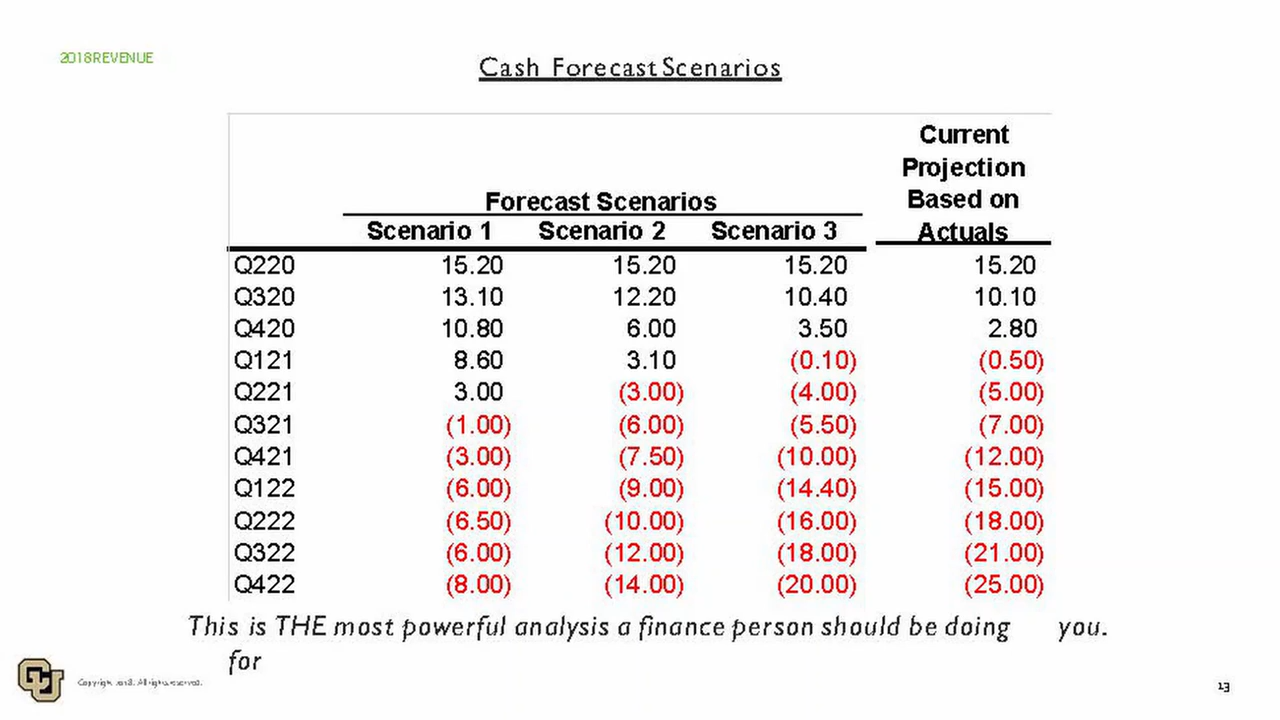 2018REVENUE
Cash Forecast Scenarios
Current
Projection
Based on
Actuals
Forecast Scenarios
Scenario 1 Scenario 2 Scenario 3
Q220 15.20 15.20 15.20 15.20
Q320 13.10 12.20 10.40 10.10
Q420 10.80 6.00 3.50 2.80
Q121 8.60 3.10 (0.10) (0.50)
Q221 3.00 (3.00) (4.00) (5.00)
Q321 (1.00) (6.00) (5.50) (7.00)
Q421 (3.00) (7.50) (10.00) (12.00)
Q122 (6.00) (9.00) (14.40) (15.00)
Q222 (6.50) (10.00) (16.00) (18.00)
Q322 (6.00) (12.00) (18.00) (21.00)
Q422 (8.00) (14.00) (20.00) (25.00)
This is THE most powerful analysis a finance person should be doing you.
for
CU
Copyright 2018. All rights reserved.
13